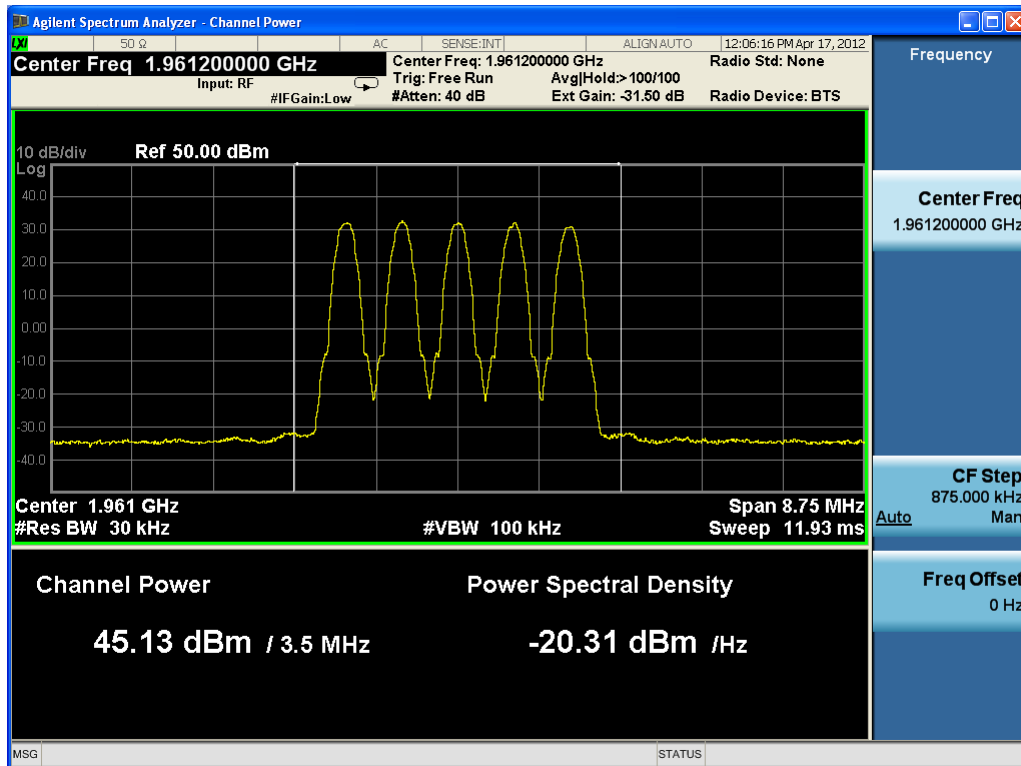 Agilent Spectrum Analyzer - Channel Power
LXI 50 Ω AC SENSE:INT ALIGN AUTO 12:06:16 PM Apr 17, 2012
Center Freq 1.961200000 GHz
Input: RF
#IFGain:Low
Center Freq: 1.961200000 GHz
Trig: Free Run Avg|Hold:> 100/100
#Atten: 40 dB Ext Gain: -31.50 dB
Radio Std: None
Radio Device: BTS
10 dB/div Ref 50.00 dBm
Log
40.0
30.0
20.0
10.0
0.00
-10.0
-20.0
-30.0
-40.0
Center 1.961 GHz Span 8.75 MHz
#Res BW 30 kHz #VBW 100 kHz Sweep 11.93 ms
Channel Power Power Spectral Density
45.13 dBm / 3.5 MHz -20.31 dBm /Hz
Frequency
Center Freq
1.961200000 GHz
CF Step
875.000 kHz
Auto Man
Freq Offset
0 Hz
MSG STATUS